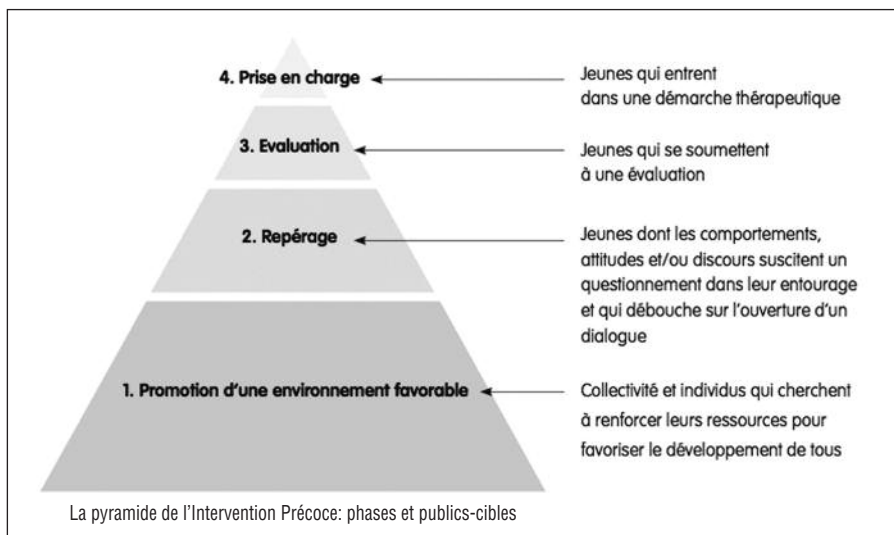 4. Prise en charge
Jeunes qui entrent
dans une démarche thérapeutique
3. Evaluation
Jeunes qui se soumettent
à une évaluation
2. Repérage
Jeunes dont les comportements,
attitudes et/ou discours suscitent un
questionnement dans leur entourage
et qui débouche sur l'ouverture d'un
dialogue
1. Promotion d'une environnement favorable
Collectivité et individus qui cherchent
à renforcer leurs ressources pour
favoriser le développement de tous
La pyramide de l'Intervention Précoce: phases et publics-cibles